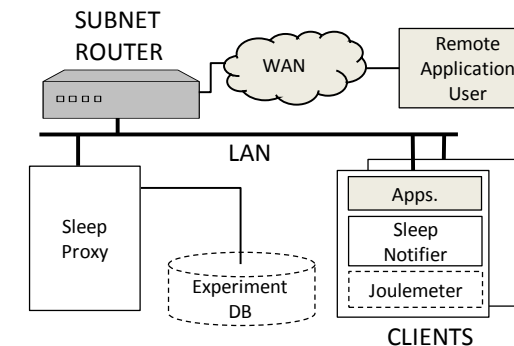 SUBNET
ROUTER
WAN
Remote
Application
User
LAN
Sleep
Proxy
Experiment
DB
Apps.
Sleep
Notifier
Joulemeter
CLIENTS